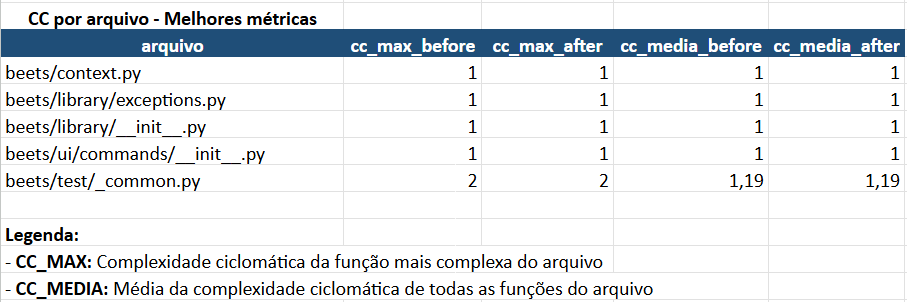 CC por arquivo - Melhores métricas
arquivo cc_max_before cc_max_after cc_media_before cc_media_after
beets/context.py 1 1 1 1
beets/library/exceptions.py 1 1 1 1
beets/library/__init__.py 1 1 1 1
beets/ui/commands/__init__.py 1 1 1 1
beets/test/_common.py 2 2 1,19 1,19
Legenda:
- CC_MAX: Complexidade ciclomática da função mais complexa do arquivo
- CC_MEDIA: Média da complexidade ciclomática de todas as funções do arquivo